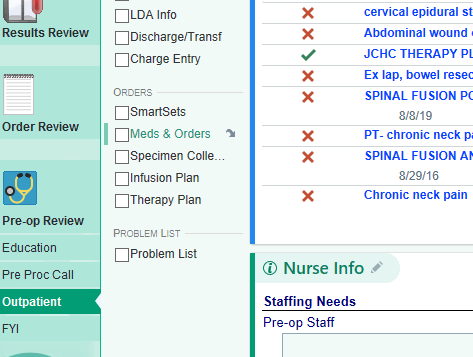 Results Review
Order Review
Pre-op Review
Education
Pre Proc Call
Outpatient
FYI
LDA Info
Discharge/Transf
Charge Entry
ORDERS
SmartSets
Meds & Orders
Specimen Colle...
Infusion Plan
Therapy Plan
PROBLEM LIST
Problem List
cervical epidural st
Abdominal wound
JCHC THERAPY PL
Ex lap, bowel resec
SPINAL FUSION PO
8/8/19
PT- chronic neck pa
SPINAL FUSION AN
8/29/16
Chronic neck pain
Nurse Info
Staffing Needs
Pre-op Staff